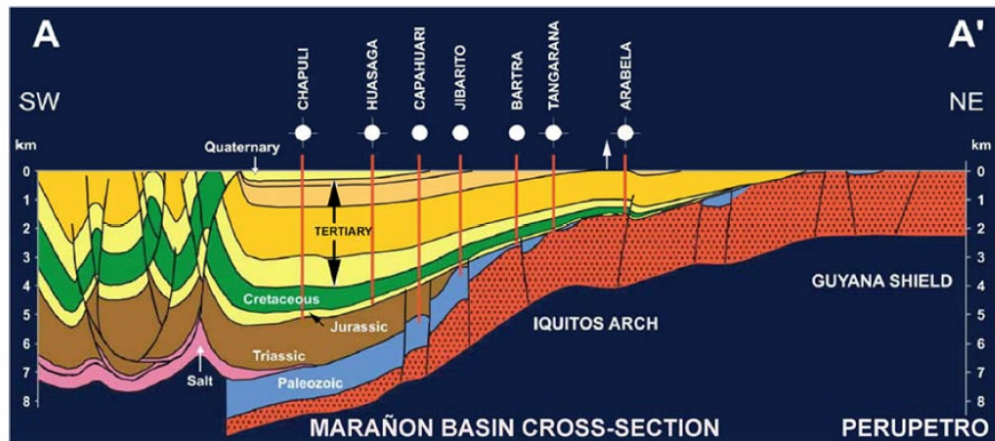 A
A'
SW
NE
CHAPULI
HUASAGA
CAPAHUARI
JIBARITO
BARTRA
TANGARANA
ARABELA
km
km
Quaternary
0
1
2
3
4
5
6
7
8
0
1
2
3
4
5
6
7
8
TERTIARY
Cretaceous
Jurassic
Triassic
Salt
Paleozoic
GUYANA SHIELD
IQUITOS ARCH
MARAÑON BASIN CROSS-SECTION
PERUPETRO